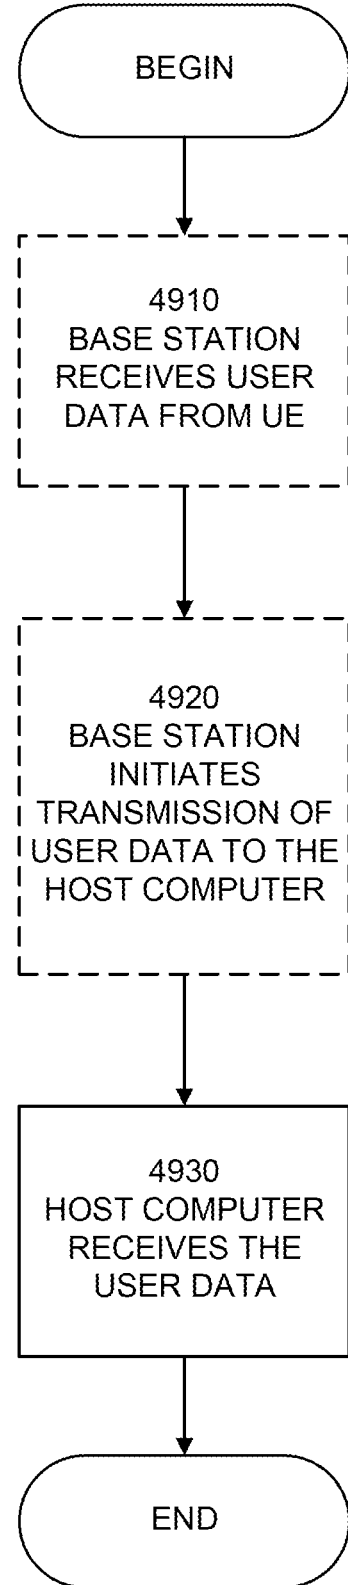 BEGIN
4910
BASE STATION
RECEIVES USER
DATA FROM UE
4920
BASE STATION
INITIATES
TRANSMISSION OF
USER DATA TO THE
HOST COMPUTER
4930
HOST COMPUTER
RECEIVES THE
USER DATA
END